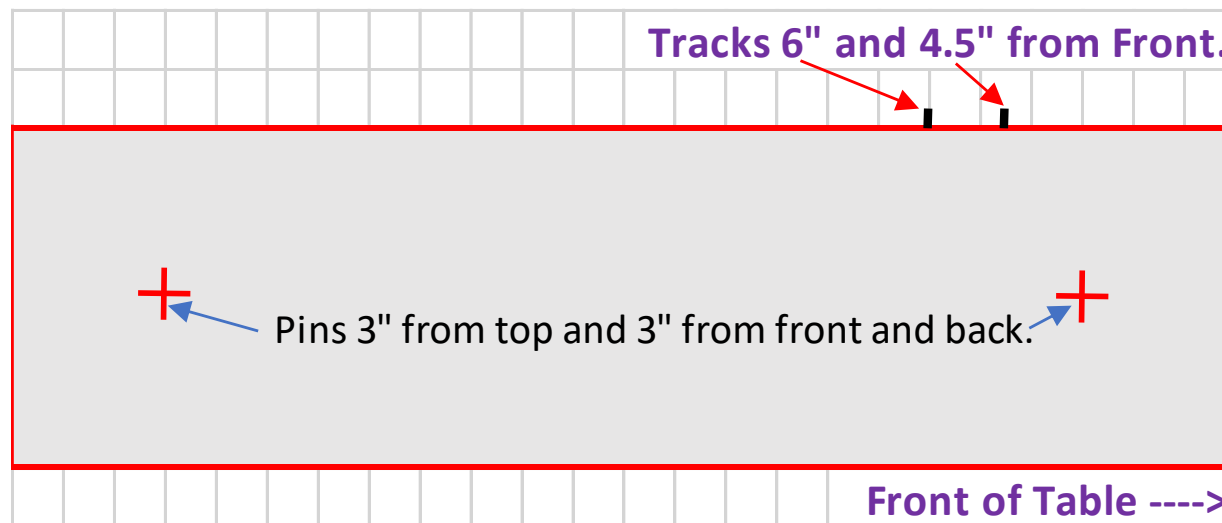 Tracks 6" and 4.5" from Front.
Pins 3" from top and 3" from front and back.
Front of Table ---->